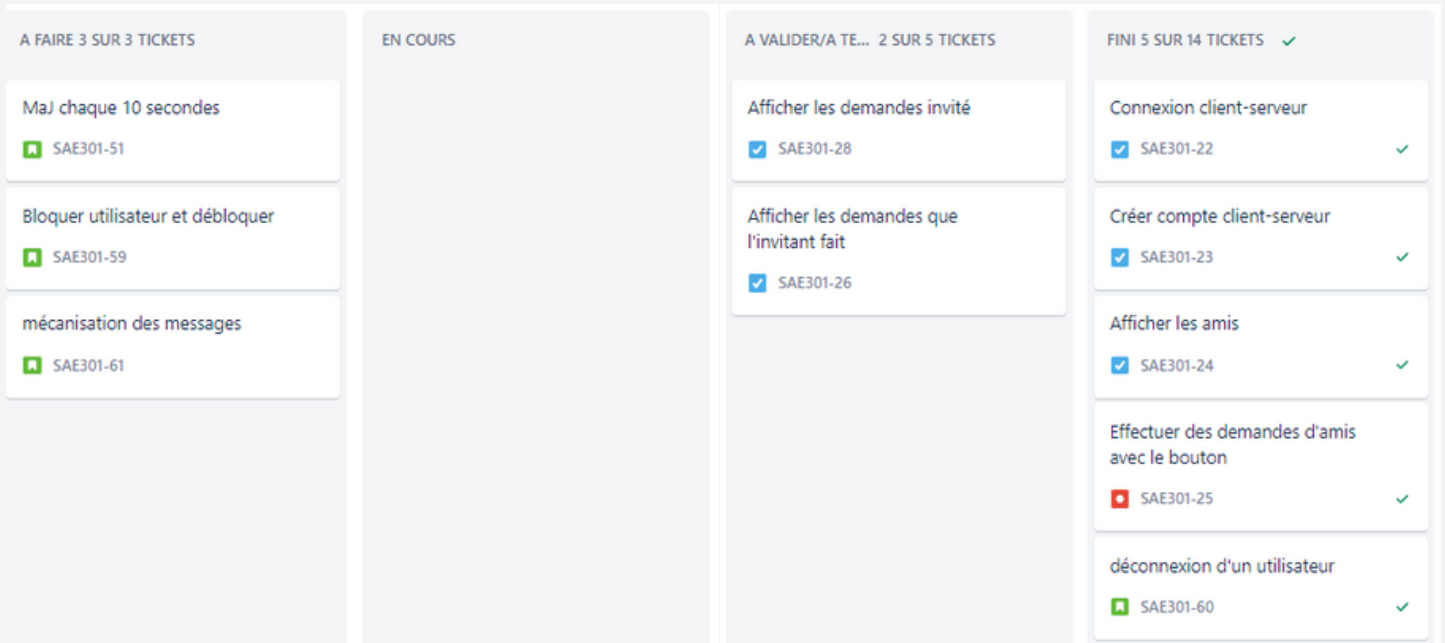 A FAIRE 3 SUR 3 TICKETS
MaJ chaque 10 secondes
SAE301-51
Bloquer utilisateur et débloquer
SAE301-59
mécanisation des messages
SAE301-61
EN COURS
A VALIDER/A TE... 2 SUR 5 TICKETS
Afficher les demandes invité
SAE301-28
Afficher les demandes que
l'invitant fait
SAE301-26
FINI 5 SUR 14 TICKETS
Connexion client-serveur
SAE301-22
Créer compte client-serveur
SAE301-23
Afficher les amis
SAE301-24
Effectuer des demandes d'amis
avec le bouton
SAE301-25
déconnexion d'un utilisateur
SAE301-60